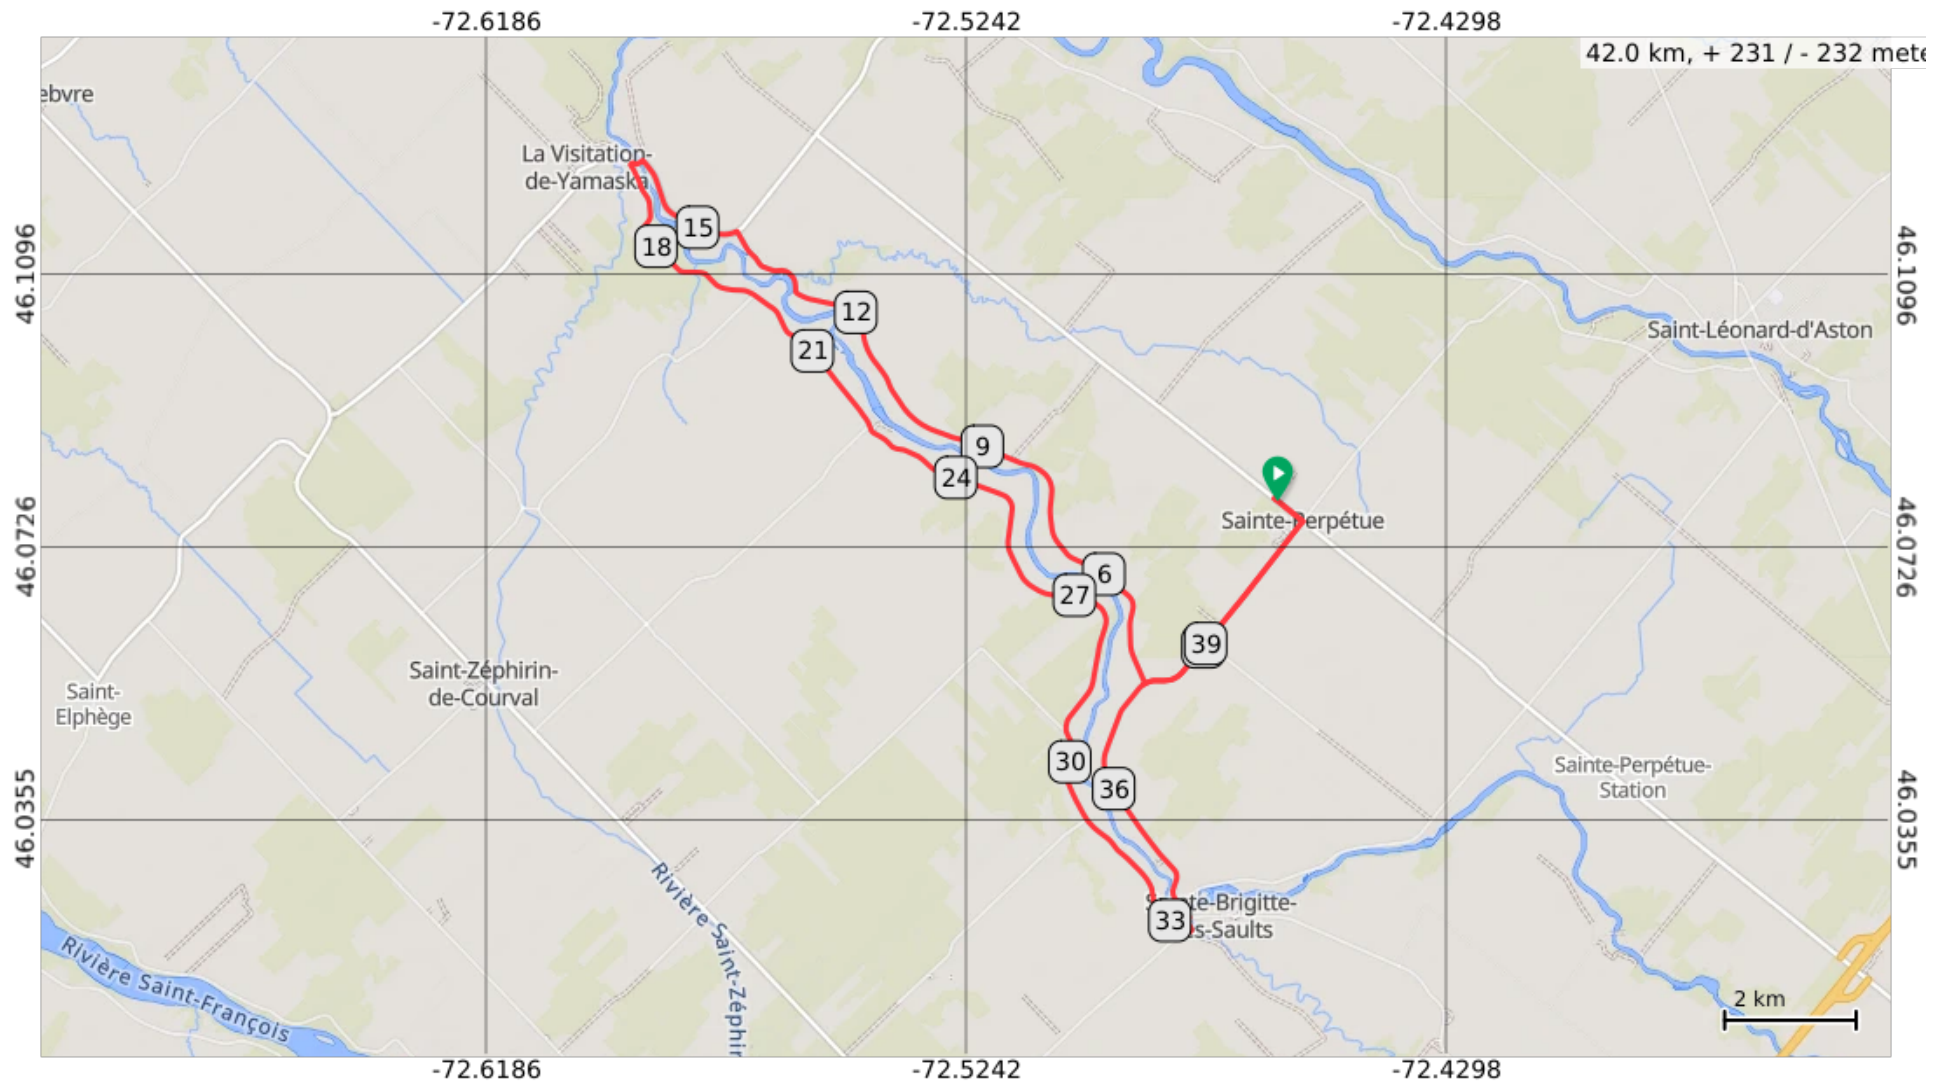 -72.6186
-72.5242
-72.4298
42.0 km, + 231 / - 232 mete
ebvre
La Visitation-
de-Yamaska
15
18
46.1096
46.1096
12
Saint-Léonard-d'Aston
21
9
24
Sainte-Perpétue
46.0726
46.0726
6
27
39
Saint-Zéphirin-
de-Courval
Saint-
Elphège
30
36
Sainte-Perpétue-
Station
46.0355
46.0355
Rivière Saint-Zéphir
te-Brigitte-
33
s-Saults
Rivière Saint-François
2 km
-72.6186
-72.5242
-72.4298